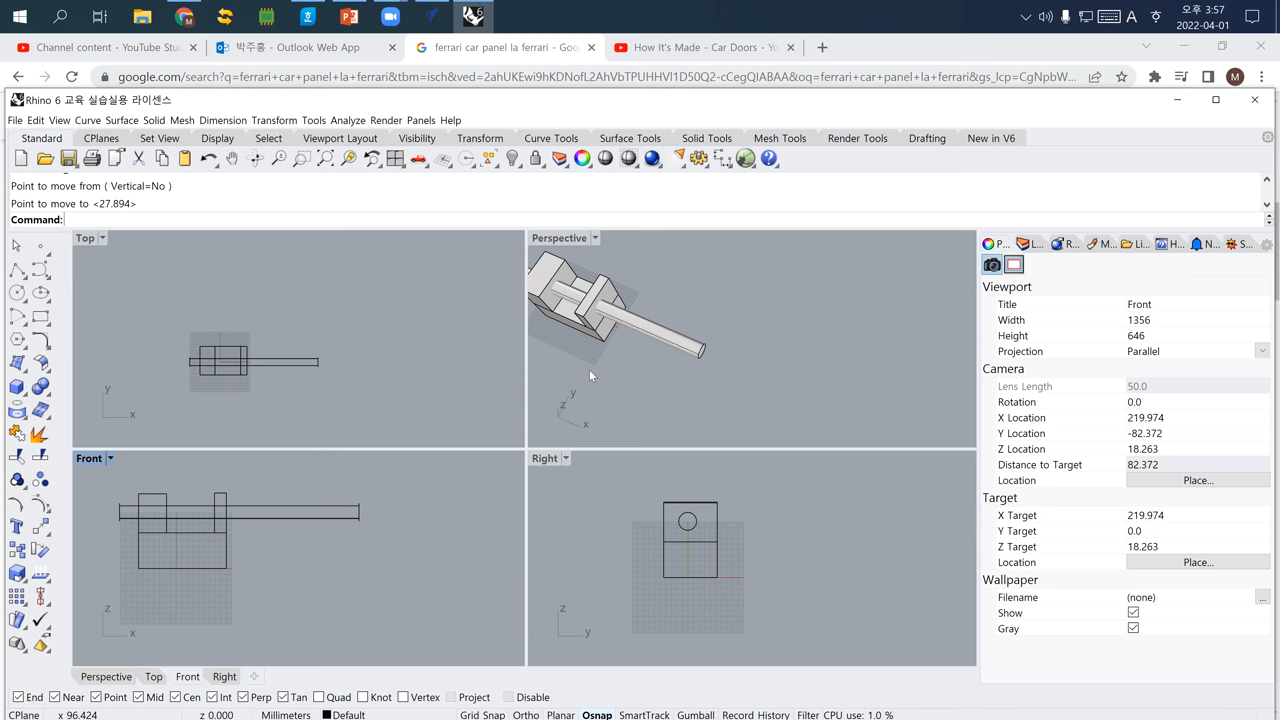 오후 3:57
2022-04-01
A
Channel content - YouTube Stu
박주홍 - Outlook Web App
ferrari car panel la ferrari - Goo
How It's Made - Car Doors - Yo
google.com/search?q=ferrari+car+panel+la+ferrari&tbm=isch&ved=2ahUKEwi9hKDNofL2AhVbTPUHHVl1D50Q2-cCegQIABAA&oq=ferrari+car+panel+la+ferrari&gs_lcp=CgNpbW...
M
Rhino 6 교육 실습실용 라이센스
File Edit View Curve Surface Solid Mesh Dimension Transform Tools Analyze Render Panels Help
Standard CPlanes Set View Display Select Viewport Layout Visibility Transform Curve Tools Surface Tools Solid Tools Mesh Tools Render Tools Drafting New in V6
Point to move from ( Vertical=No )
Point to move to <27.894>
Command:
Top
Perspective
P... L... R... M... Li... H... N... S...
Viewport
Title Front
Width 1356
Height 646
Projection Parallel
Camera
Lens Length 50.0
Rotation 0.0
X Location 219.974
Y Location -82.372
Z Location 18.263
Distance to Target 82.372
Location Place...
Target
X Target 219.974
Y Target 0.0
Z Target 18.263
Location Place...
Wallpaper
Filename (none) ...
Show
Gray
y
x
y
z
x
Front
Right
z
x
z
y
Perspective Top Front Right
End Near Point Mid Cen Int Perp Tan Quad Knot Vertex Project Disable
CPlane x 96.424 z 0.000 Millimeters Default Grid Snap Ortho Planar Osnap SmartTrack Gumball Record History Filter CPU use: 1.0 %